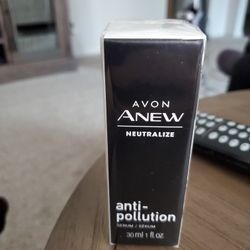 AVON
ANEW
NEUTRALIZE
anti-
pollution
SERUM / SÉRUM
30 ml 1 fl oz